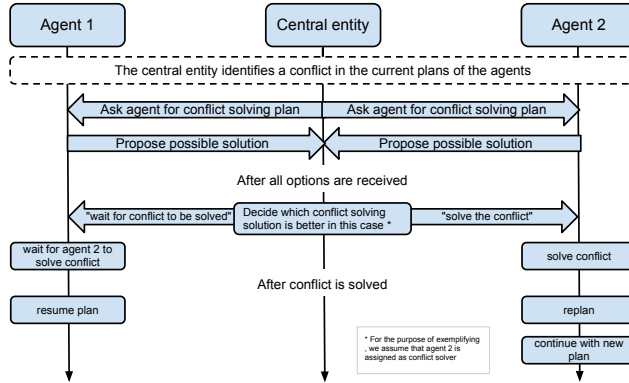 Agent 1
Central entity
Agent 2
The central entity identifies a conflict in the current plans of the agents
Ask agent for conflict solving plan
Ask agent for conflict solving plan
Propose possible solution
Propose possible solution
After all options are received
"wait for conflict to be solved"
Decide which conflict solving
solution is better in this case *
"solve the conflict"
wait for agent 2 to
solve conflict
solve conflict
After conflict is solved
resume plan
replan
* For the purpose of exemplifying
, we assume that agent 2 is
assigned as conflict solver
continue with new
plan